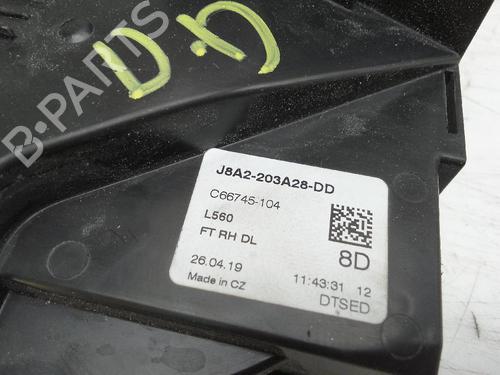 DD
B-PARTS
J8A2-203A28-DD
C66745-104
L560
FT RH DL
8D
26.04.19
11:43:31 12
Made in CZ
DTSED